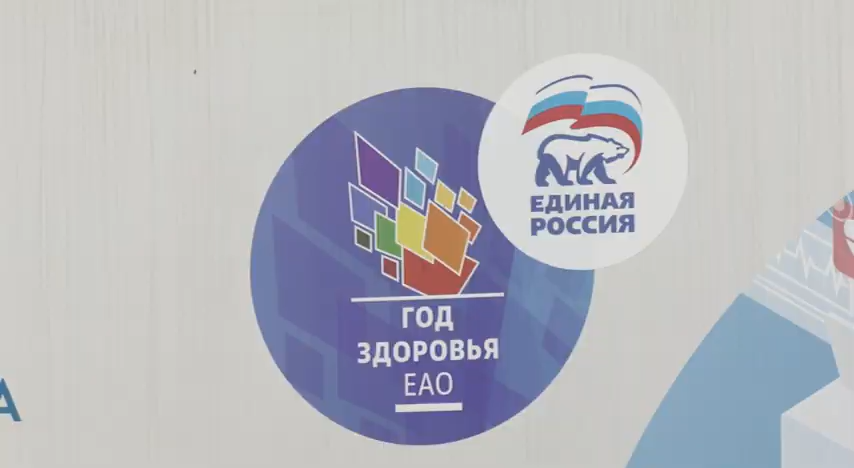 ЕДИНАЯ
РОССИЯ
ГОД
ЗДОРОВЬЯ
ЕАО
А